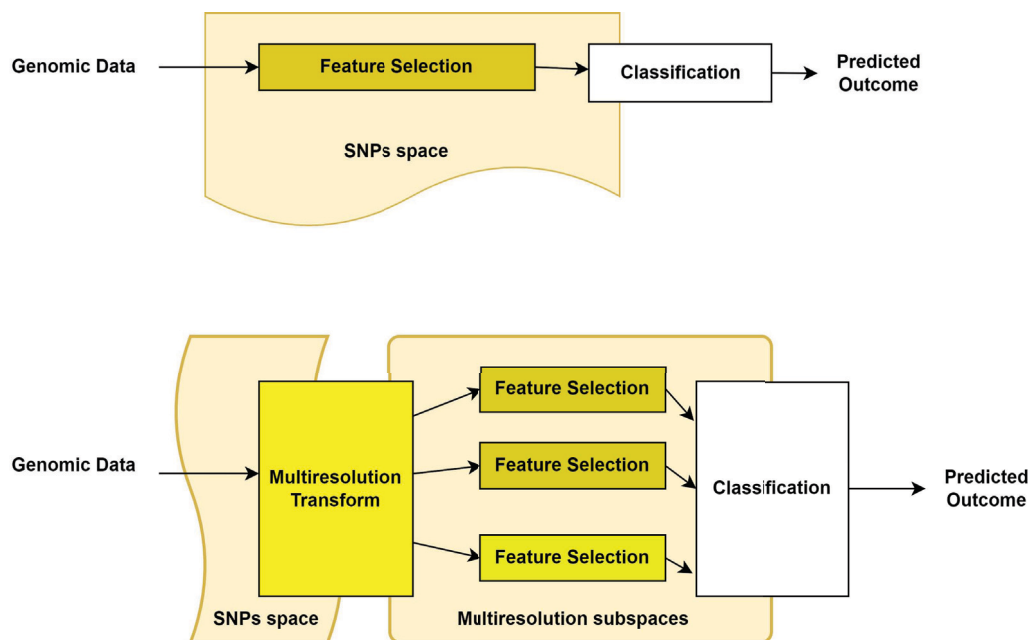 Genomic Data
Feature Selection
Classification
Predicted
Outcome
SNPs space
Feature Selection
Genomic Data
Multiresolution
Transform
Feature Selection
Classification
Predicted
Outcome
Feature Selection
SNPs space
Multiresolution subspaces